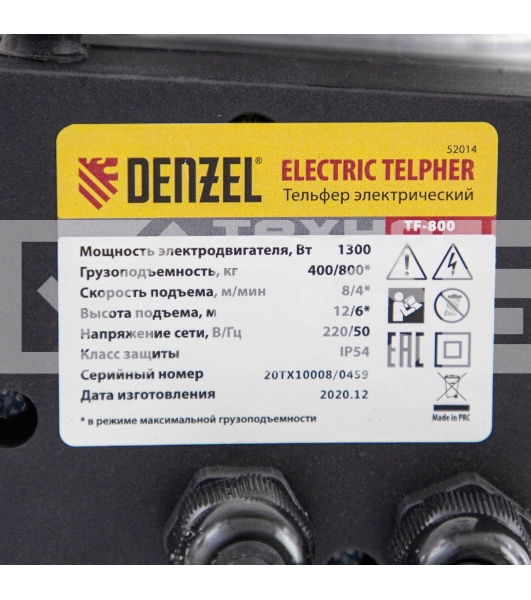 52014
DENZEL® ELECTRIC TELPHER
Тельфер электрический
TF-800
Мощность электродвигателя, Вт 1300
Грузоподъемность, кг 400/800*
Скорость подъема, м/мин 8/4*
Высота подъема, м 12/6*
Напряжение сети, В/Гц 220/50
Класс защиты IP54
Серийный номер 20TX10008/0459
Дата изготовления 2020.12
* в режиме максимальной грузоподъемности
EAC
Made in PRC